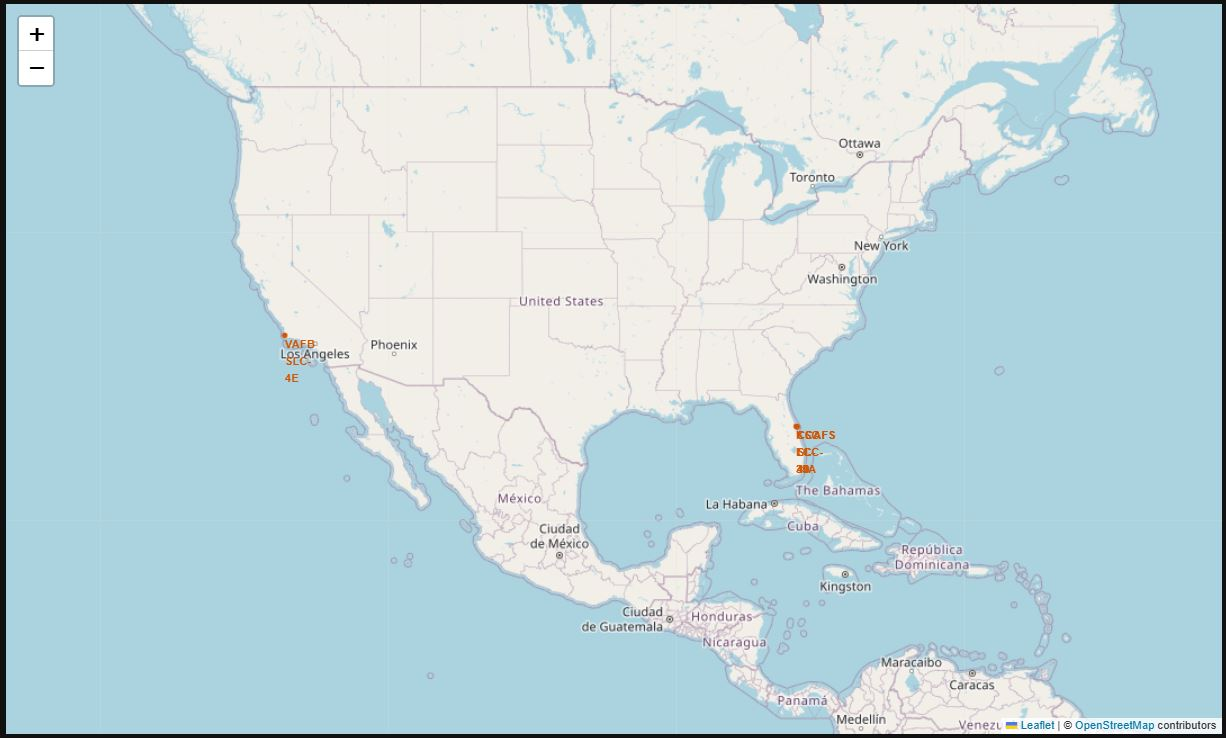 +
−
Ottawa
Toronto
New York
Washington
United States
VAFB
Los Angeles
SLC-
4E
Phoenix
México
The Bahamas
La Habana
Cuba
Ciudad
de México
República
Dominicana
Kingston
Ciudad
de Guatemala
Honduras
Nicaragua
Maracaibo
Caracas
Panamá
Medellín
Venezu
Leaflet | © OpenStreetMap contributors